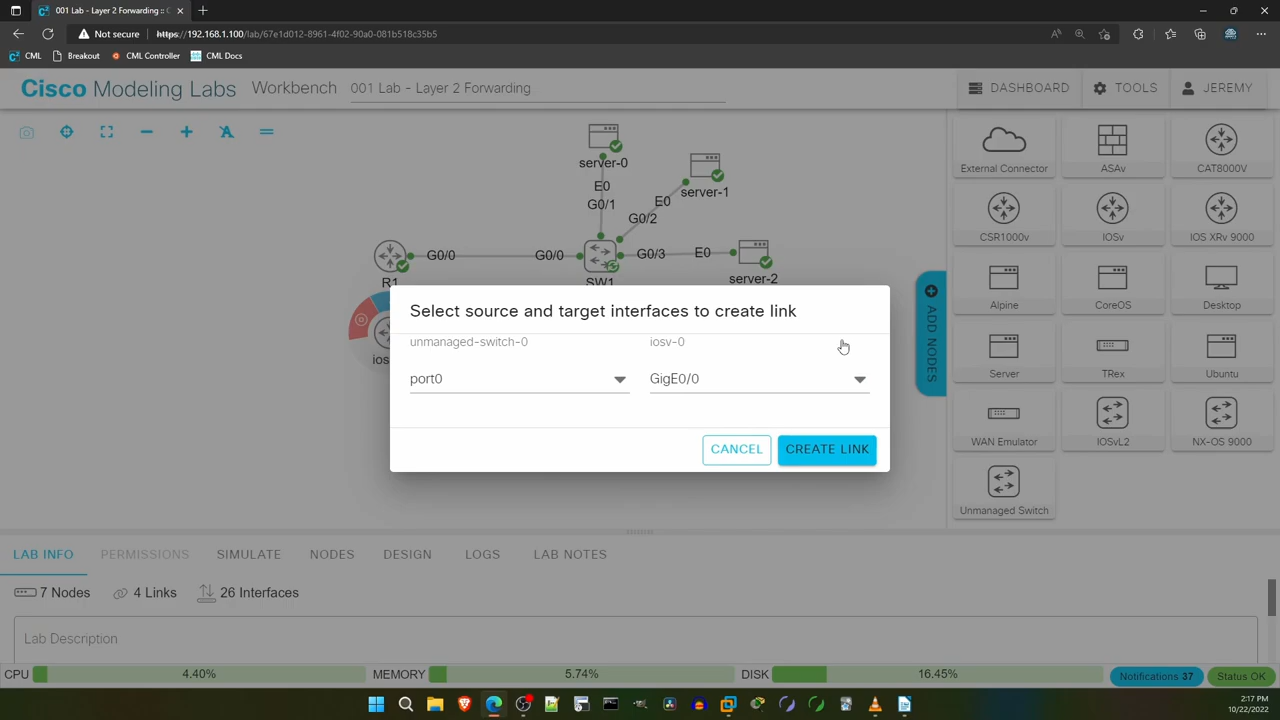 001 Lab - Layer 2 Forwarding :: C
Not secure
https://192.168.1.100/lab/67e1d012-8961-4f02-90a0-081b518c35b5
CML
Breakout
CML Controller
CML Docs
Cisco Modeling Labs
Workbench
001 Lab - Layer 2 Forwarding
DASHBOARD
TOOLS
JEREMY
server-0
E0
G0/1
server-1
E0
G0/2
R1
G0/0
G0/0
SW1
G0/3
E0
server-2
ios
Select source and target interfaces to create link
unmanaged-switch-0
iosv-0
port0
GigE0/0
CANCEL
CREATE LINK
ADD NODES
External Connector
ASAv
CAT8000V
CSR1000v
IOSv
IOS XRv 9000
Alpine
CoreOS
Desktop
Server
TRex
Ubuntu
WAN Emulator
IOSvL2
NX-OS 9000
Unmanaged Switch
LAB INFO
PERMISSIONS
SIMULATE
NODES
DESIGN
LOGS
LAB NOTES
7 Nodes
4 Links
26 Interfaces
Lab Description
CPU
4.40%
MEMORY
5.74%
DISK
16.45%
Notifications 37
Status OK
2:17 PM
10/22/2022